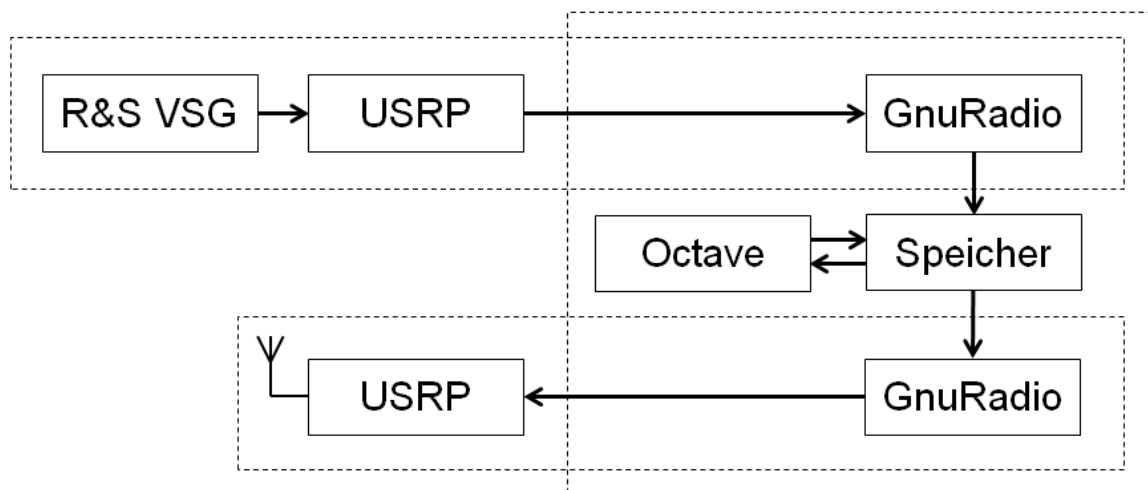 R&S VSG
USRP
GnuRadio
Octave
Speicher
USRP
GnuRadio